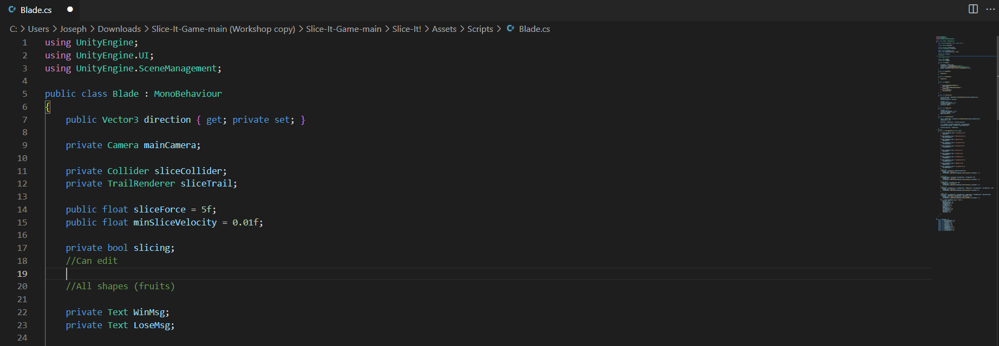 Blade.cs
C: > Users > Joseph > Downloads > Slice-It-Game-main (Workshop copy) > Slice-It-Game-main > Slice-It! > Assets > Scripts > Blade.cs
1 using UnityEngine;
2 using UnityEngine.UI;
3 using UnityEngine.SceneManagement;
4
5 public class Blade : MonoBehaviour
6 {
7 public Vector3 direction { get; private set; }
8
9 private Camera mainCamera;
10
11 private Collider sliceCollider;
12 private TrailRenderer sliceTrail;
13
14 public float sliceForce = 5f;
15 public float minSliceVelocity = 0.01f;
16
17 private bool slicing;
18 //Can edit
19
20 //All shapes (fruits)
21
22 private Text WinMsg;
23 private Text LoseMsg;
24